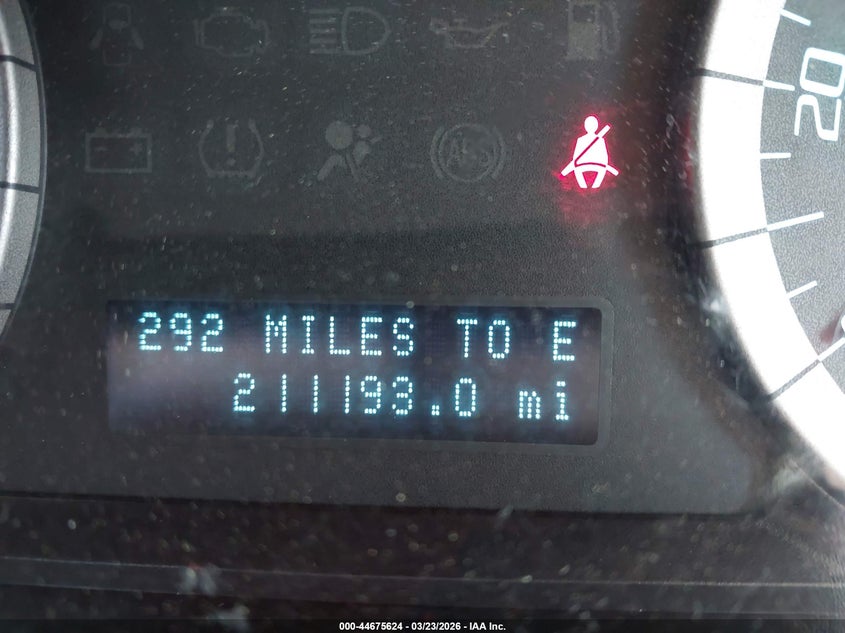 20
292 MILES TO E
211193.0 mi
000-44675624 - 03/23/2026 - IAA Inc.